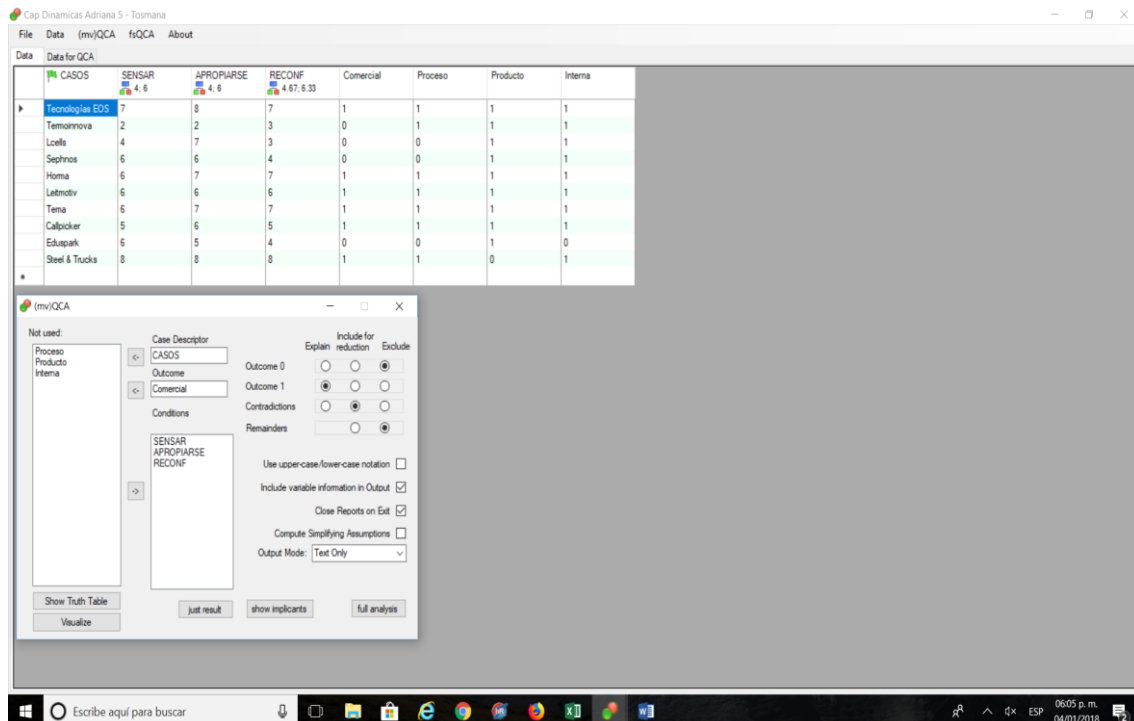 Cap Dinamicas Adriana 5 - Tosmana
File Data (mv)QCA fsQCA About
Data Data for QCA
CASOS SENSAR APROPIARSE RECONF Comercial Proceso Producto Interna
4; 6 4; 6 4.67; 6.33
Tecnologías EOS 7 8 7 1 1 1 1
Termoinnova 2 2 3 0 1 1 1
Lcells 4 7 3 0 0 1 1
Sephnos 6 6 4 0 0 1 1
Horma 6 7 7 1 1 1 1
Leitmotiv 6 6 6 1 1 1 1
Tema 6 7 7 1 1 1 1
Callpicker 5 6 5 1 1 1 1
Eduspark 6 5 4 0 0 1 0
Steel & Trucks 8 8 8 1 1 0 1
(mv)QCA
Not used:
Proceso
Producto
Interna
<-
Case Descriptor
CASOS
Outcome
<-
Comercial
Conditions
SENSAR
APROPIARSE
RECONF
->
Explain Include for reduction Exclude
Outcome 0
Outcome 1
Contradictions
Remainders
Use upper-case/lower-case notation
Include variable information in Output
Close Reports on Exit
Compute Simplifying Assumptions
Output Mode: Text Only
Show Truth Table
just result
show implicants
full analysis
Visualize
Escribe aquí para buscar
ESP
06:05 p. m.
04/01/2018
2